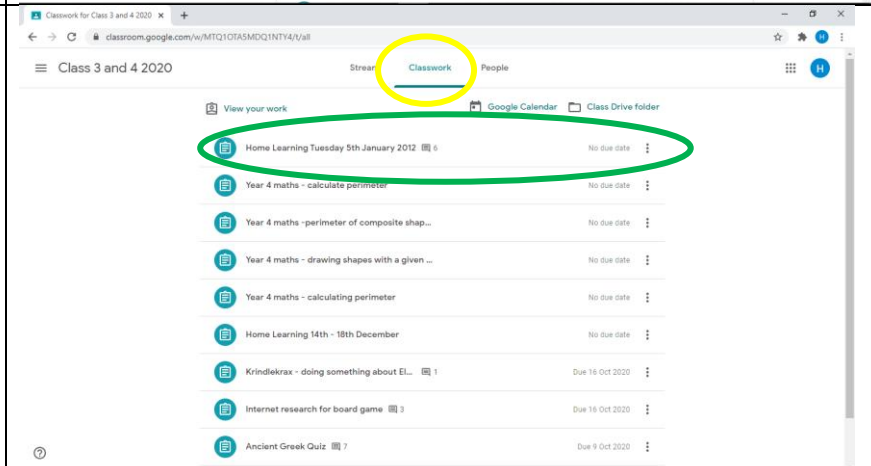 Classwork for Class 3 and 4 2020
classroom.google.com/w/MTQ1OTA5MDQ1NTY4/t/all
H
Class 3 and 4 2020
Stream
Classwork
People
H
View your work
Google Calendar
Class Drive folder
Home Learning Tuesday 5th January 2012 6 No due date
Year 4 maths - calculate perimeter No due date
Year 4 maths -perimeter of composite shap... No due date
Year 4 maths - drawing shapes with a given ... No due date
Year 4 maths - calculating perimeter No due date
Home Learning 14th - 18th December No due date
Krindlekrax - doing something about El... 1 Due 16 Oct 2020
Internet research for board game 3 Due 16 Oct 2020
Ancient Greek Quiz 7 Due 9 Oct 2020